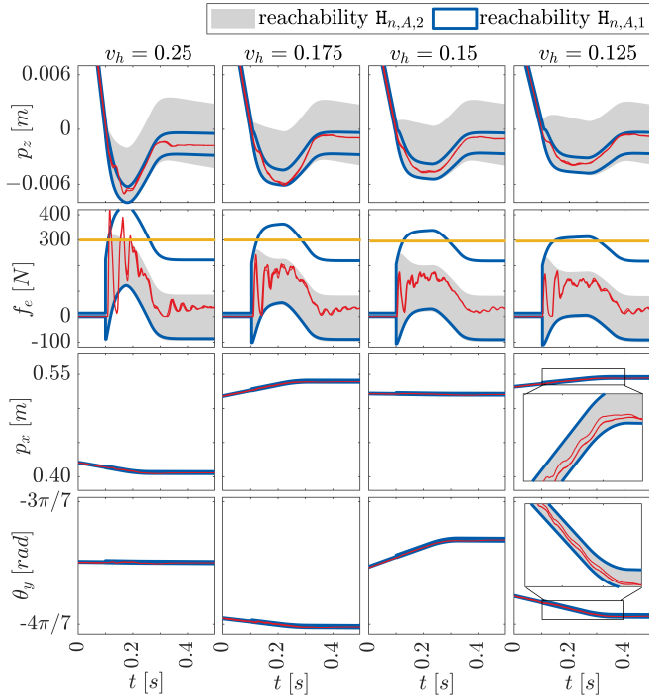 reachability H_{n,A,2} reachability H_{n,A,1}
v_h = 0.25 v_h = 0.175 v_h = 0.15 v_h = 0.125
0.006
0
-0.006
p_z [m]
400
300
0
-100
f_e [N]
0.55
0.40
p_x [m]
-3π/7
-4π/7
θ_y [rad]
0 0.2 0.4 0 0.2 0.4 0 0.2 0.4 0 0.2 0.4
t [s] t [s] t [s] t [s]